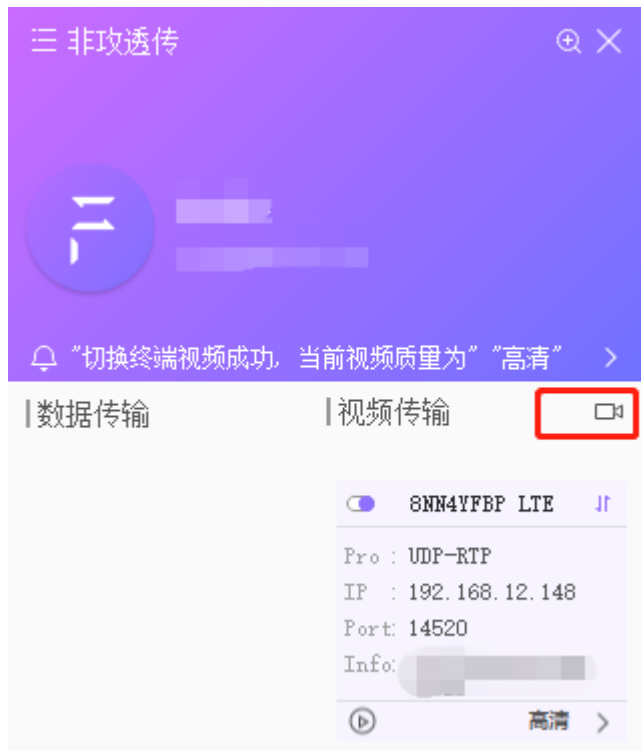 非攻透传
"切换终端视频成功, 当前视频质量为" "高清"
数据传输
视频传输
8NN4YFBP LTE
Pro : UDP-RTP
IP : 192.168.12.148
Port: 14520
Info:
高清